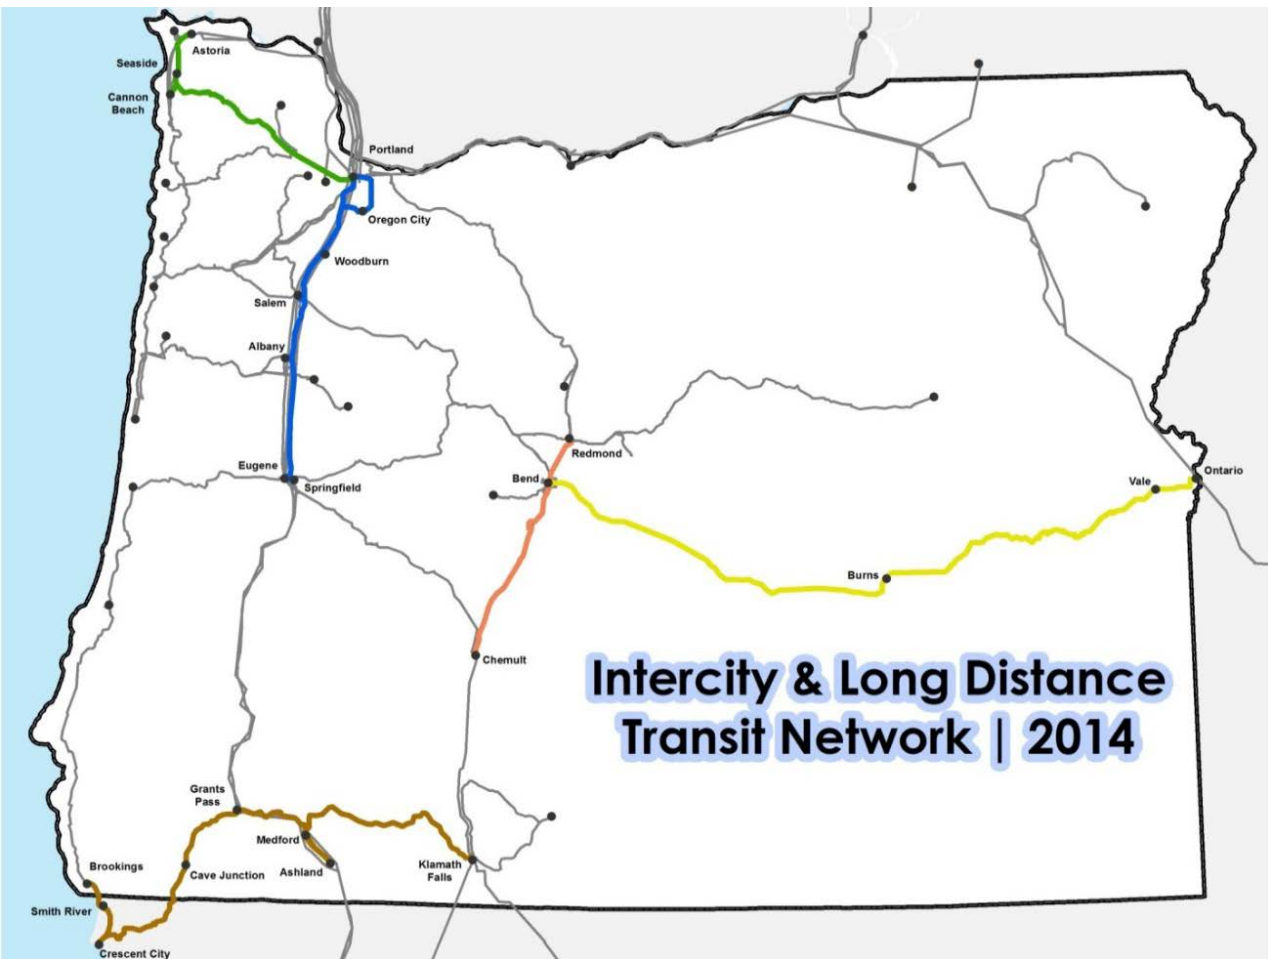 Astoria
Seaside
Cannon
Beach
Portland
Oregon City
Woodburn
Salem
Albany
Eugene
Springfield
Redmond
Bend
Ontario
Vale
Burns
Chemult
Intercity & Long Distance
Transit Network | 2014
Grants
Pass
Medford
Ashland
Klamath
Falls
Brookings
Cave Junction
Smith River
Crescent City